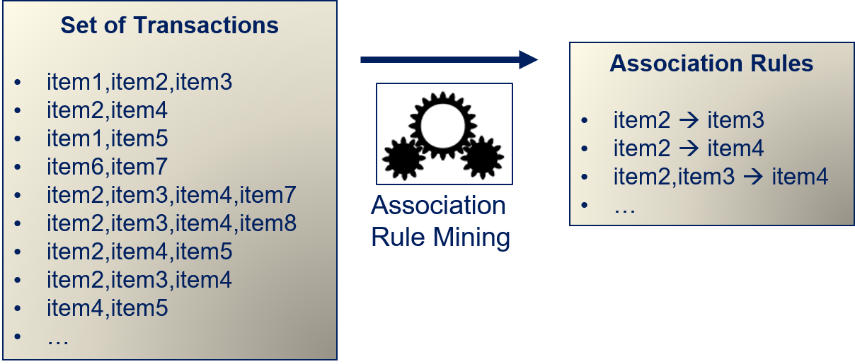 Set of Transactions
• item1,item2,item3
• item2,item4
• item1,item5
• item6,item7
• item2,item3,item4,item7
• item2,item3,item4,item8
• item2,item4,item5
• item2,item3,item4
• item4,item5
• …
Association
Rule Mining
Association Rules
• item2 → item3
• item2 → item4
• item2,item3 → item4
• …